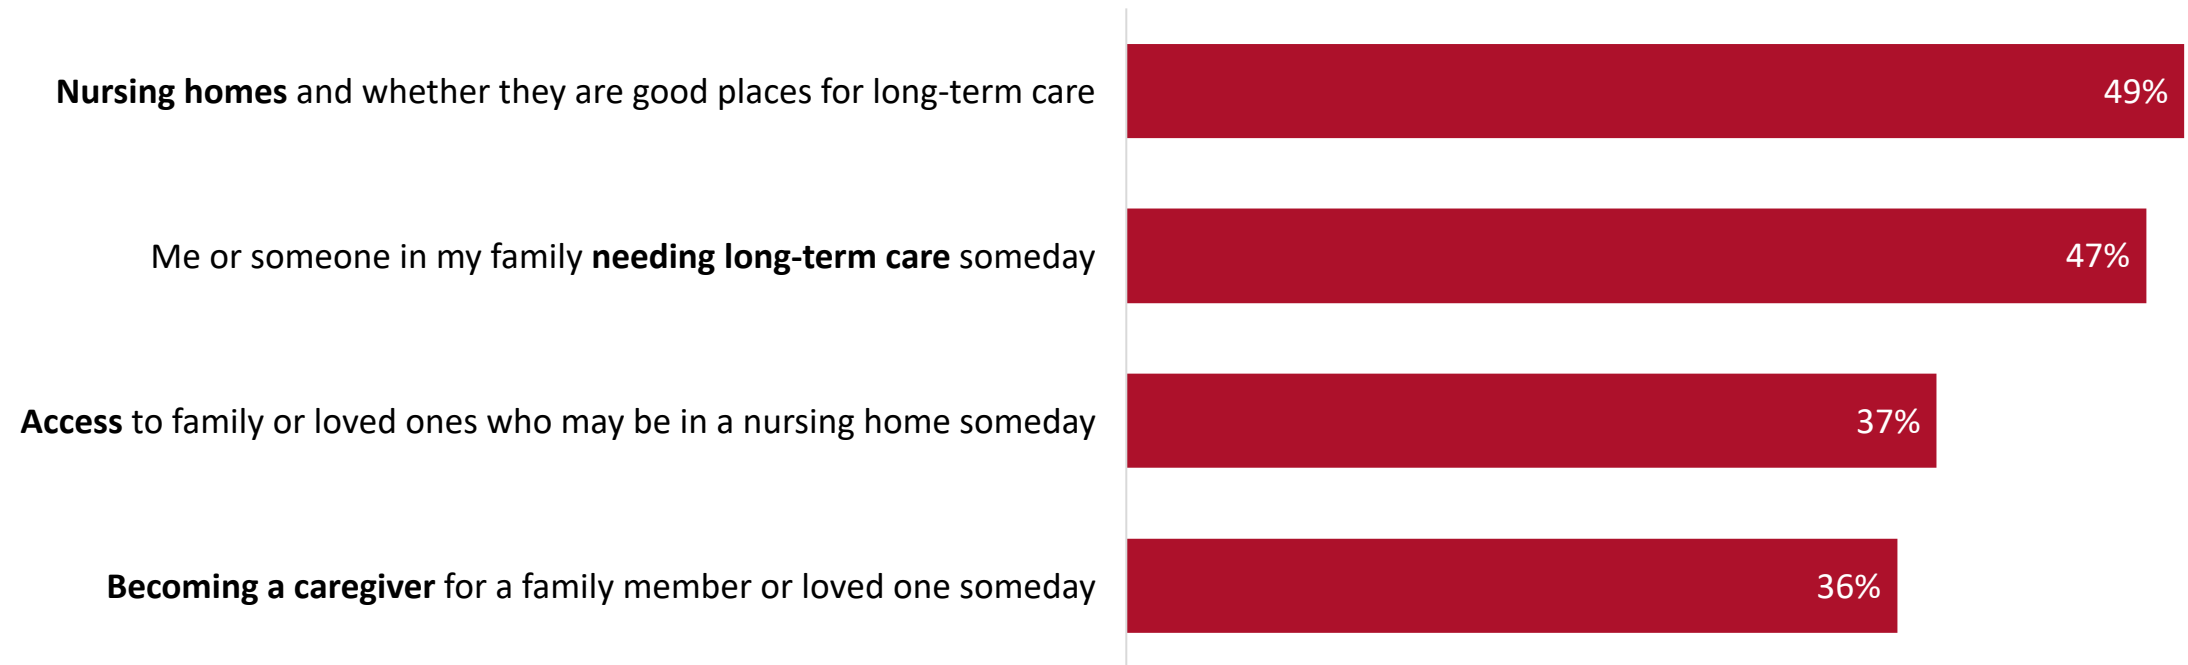 Nursing homes and whether they are good places for long-term care
49%
Me or someone in my family needing long-term care someday
47%
Access to family or loved ones who may be in a nursing home someday
37%
Becoming a caregiver for a family member or loved one someday
36%